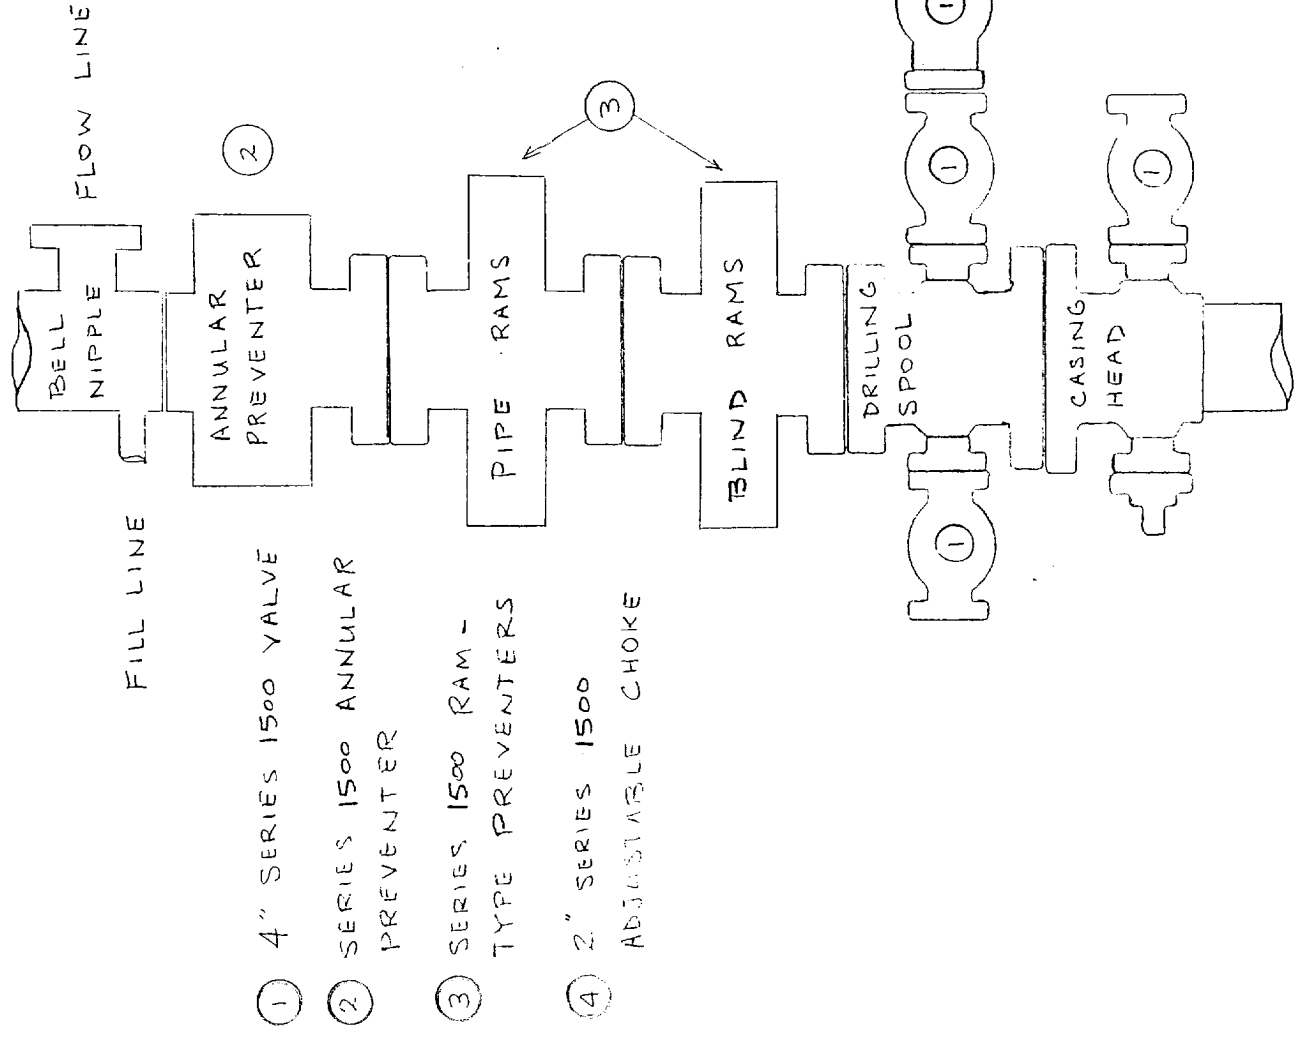 FLOW LINE
BELL
NIPPLE
FILL LINE
2
ANNULAR
PREVENTER
3
PIPE RAMS
BLIND RAMS
DRILLING
SPOOL
1
1
1
CASING
HEAD
1
1 4" SERIES 1500 VALVE
2 SERIES 1500 ANNULAR
PREVENTER
3 SERIES 1500 RAM-
TYPE PREVENTERS
4 2" SERIES 1500
ADJUSTABLE CHOKE